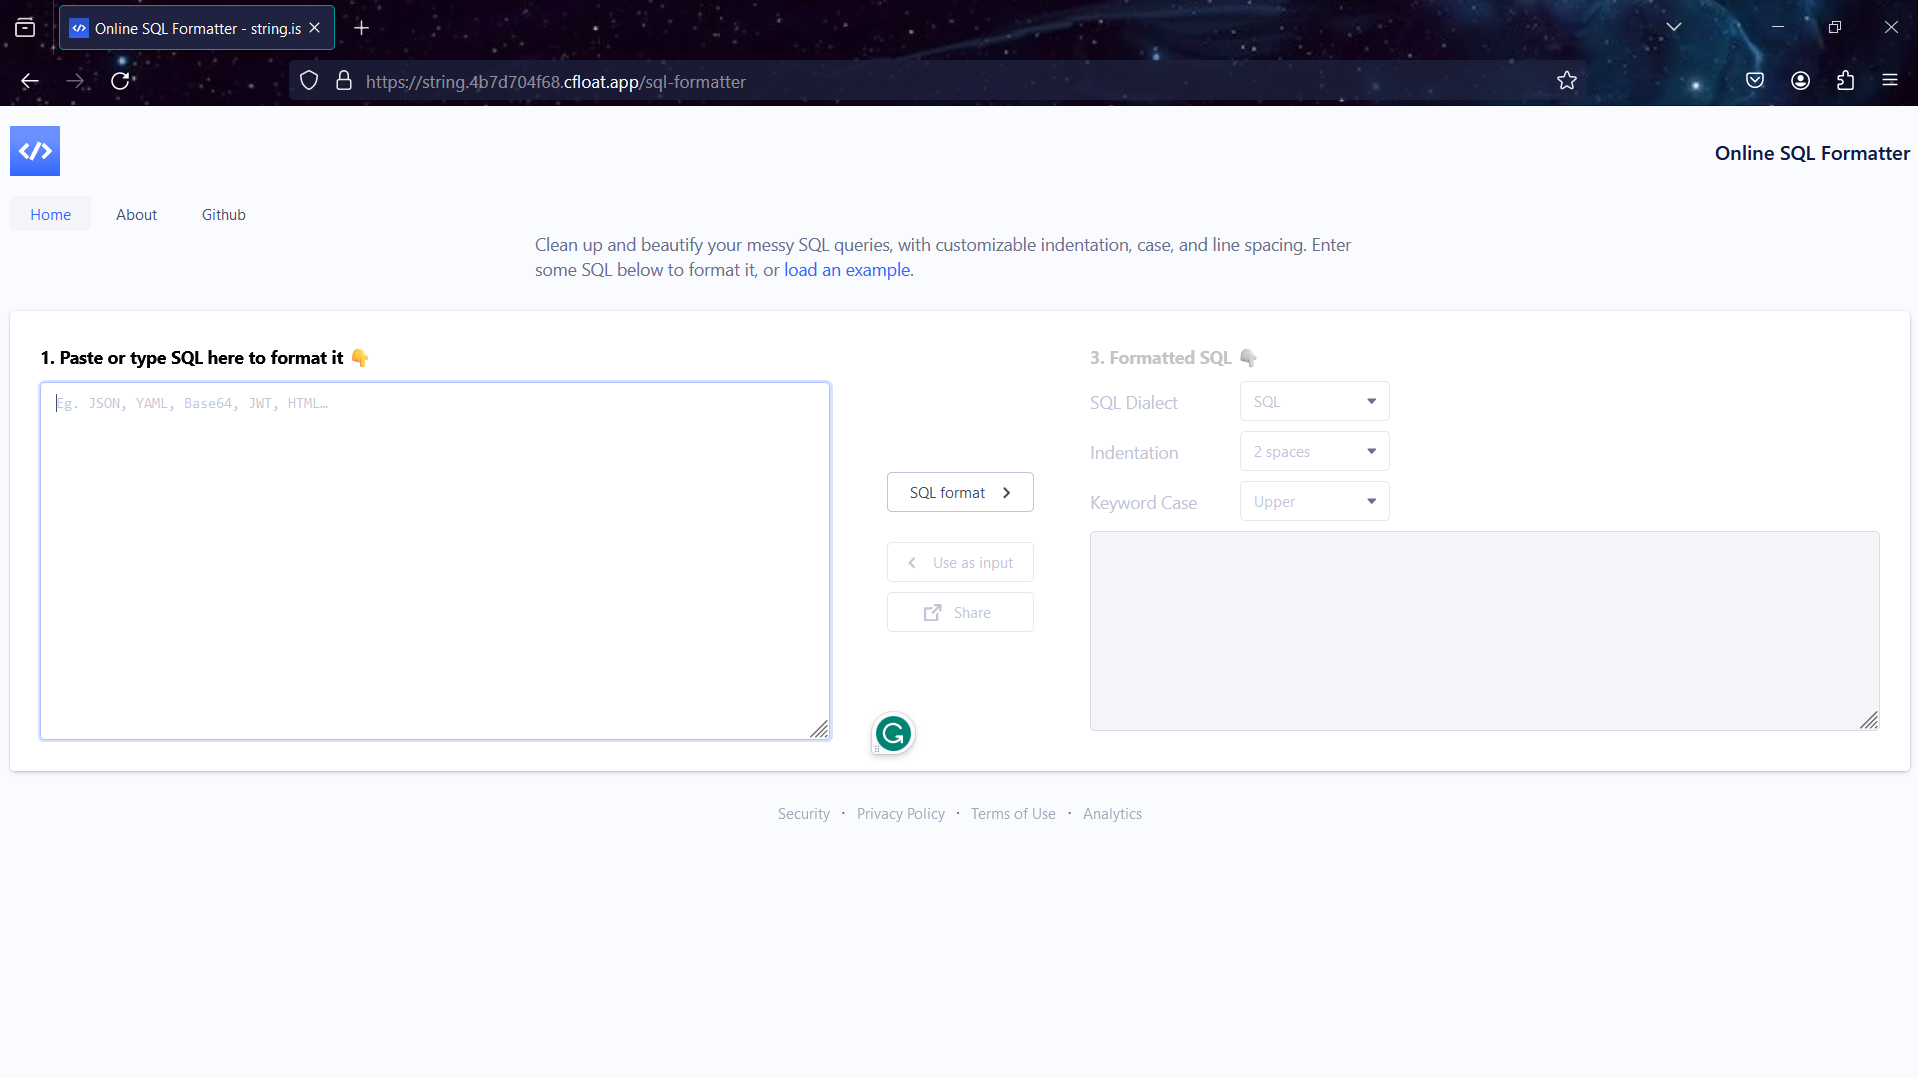 Online SQL Formatter - string.is
https://string.4b7d704f68.cfloat.app/sql-formatter
Online SQL Formatter
Home
About
Github
Clean up and beautify your messy SQL queries, with customizable indentation, case, and line spacing. Enter
some SQL below to format it, or load an example.
1. Paste or type SQL here to format it 👇
Eg. JSON, YAML, Base64, JWT, HTML…
SQL format
Use as input
Share
3. Formatted SQL 👇
SQL Dialect
SQL
Indentation
2 spaces
Keyword Case
Upper
Security · Privacy Policy · Terms of Use · Analytics